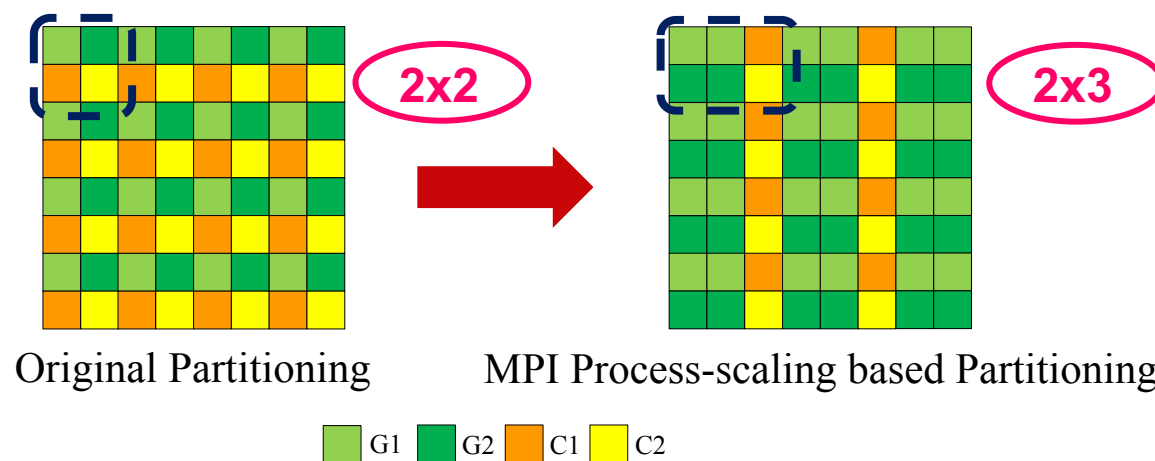 2x2
2x3
Original Partitioning
MPI Process-scaling based Partitioning
G1
G2
C1
C2